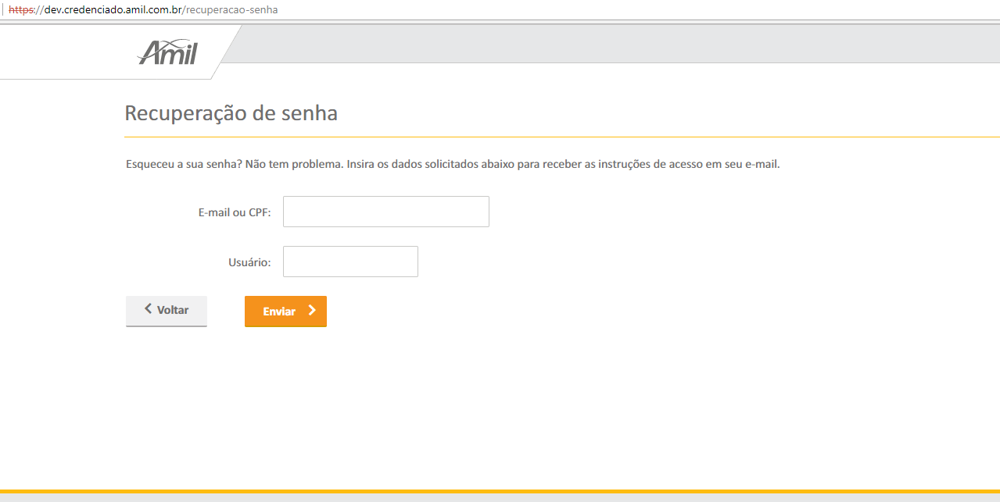 https://dev.credenciado.amil.com.br/recuperacao-senha
Amil
Recuperação de senha
Esqueceu a sua senha? Não tem problema. Insira os dados solicitados abaixo para receber as instruções de acesso em seu e-mail.
E-mail ou CPF:
Usuário:
Voltar
Enviar